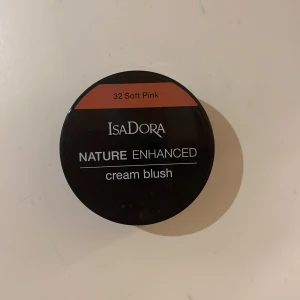 32 Soft Pink
ISADORA
NATURE ENHANCED
cream blush